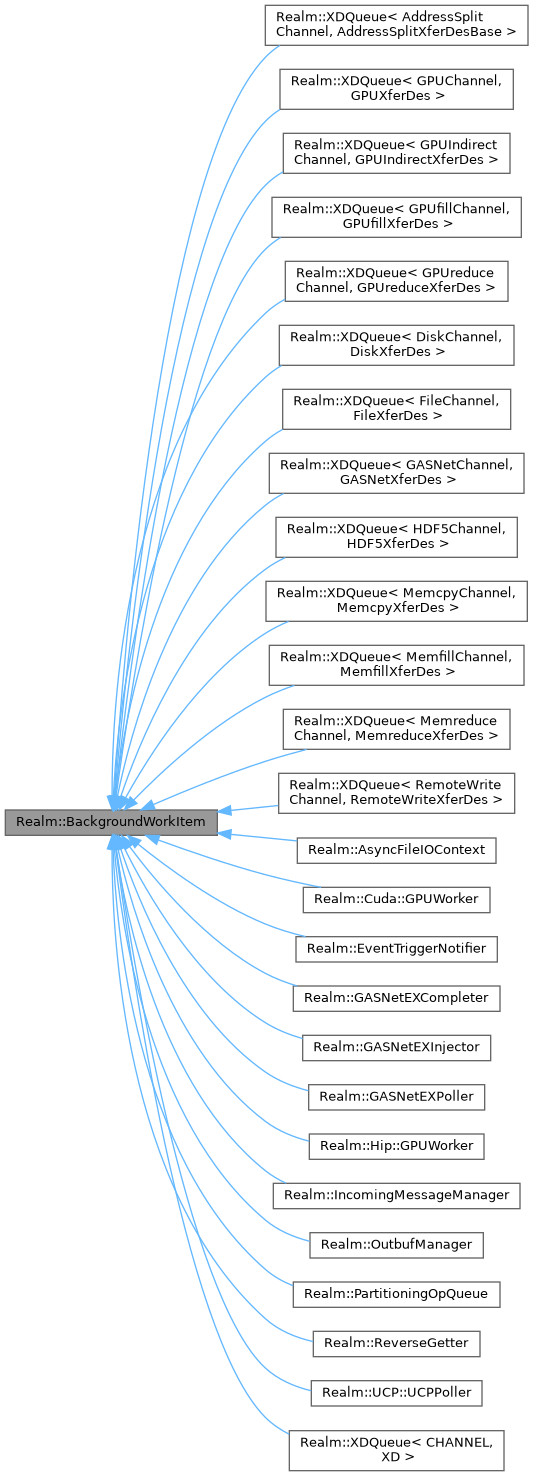 Realm::XDQueue< AddressSplit
Channel, AddressSplitXferDesBase >
Realm::XDQueue< GPUChannel,
GPUXferDes >
Realm::XDQueue< GPUIndirect
Channel, GPUIndirectXferDes >
Realm::XDQueue< GPUfillChannel,
GPUfillXferDes >
Realm::XDQueue< GPUreduce
Channel, GPUreduceXferDes >
Realm::XDQueue< DiskChannel,
DiskXferDes >
Realm::XDQueue< FileChannel,
FileXferDes >
Realm::XDQueue< GASNetChannel,
GASNetXferDes >
Realm::XDQueue< HDF5Channel,
HDF5XferDes >
Realm::XDQueue< MemcpyChannel,
MemcpyXferDes >
Realm::XDQueue< MemfillChannel,
MemfillXferDes >
Realm::XDQueue< Memreduce
Channel, MemreduceXferDes >
Realm::XDQueue< RemoteWrite
Channel, RemoteWriteXferDes >
Realm::BackgroundWorkItem
Realm::AsyncFileIOContext
Realm::Cuda::GPUWorker
Realm::EventTriggerNotifier
Realm::GASNetEXCompleter
Realm::GASNetEXInjector
Realm::GASNetEXPoller
Realm::Hip::GPUWorker
Realm::IncomingMessageManager
Realm::OutbufManager
Realm::PartitioningOpQueue
Realm::ReverseGetter
Realm::UCP::UCPPoller
Realm::XDQueue< CHANNEL,
XD >